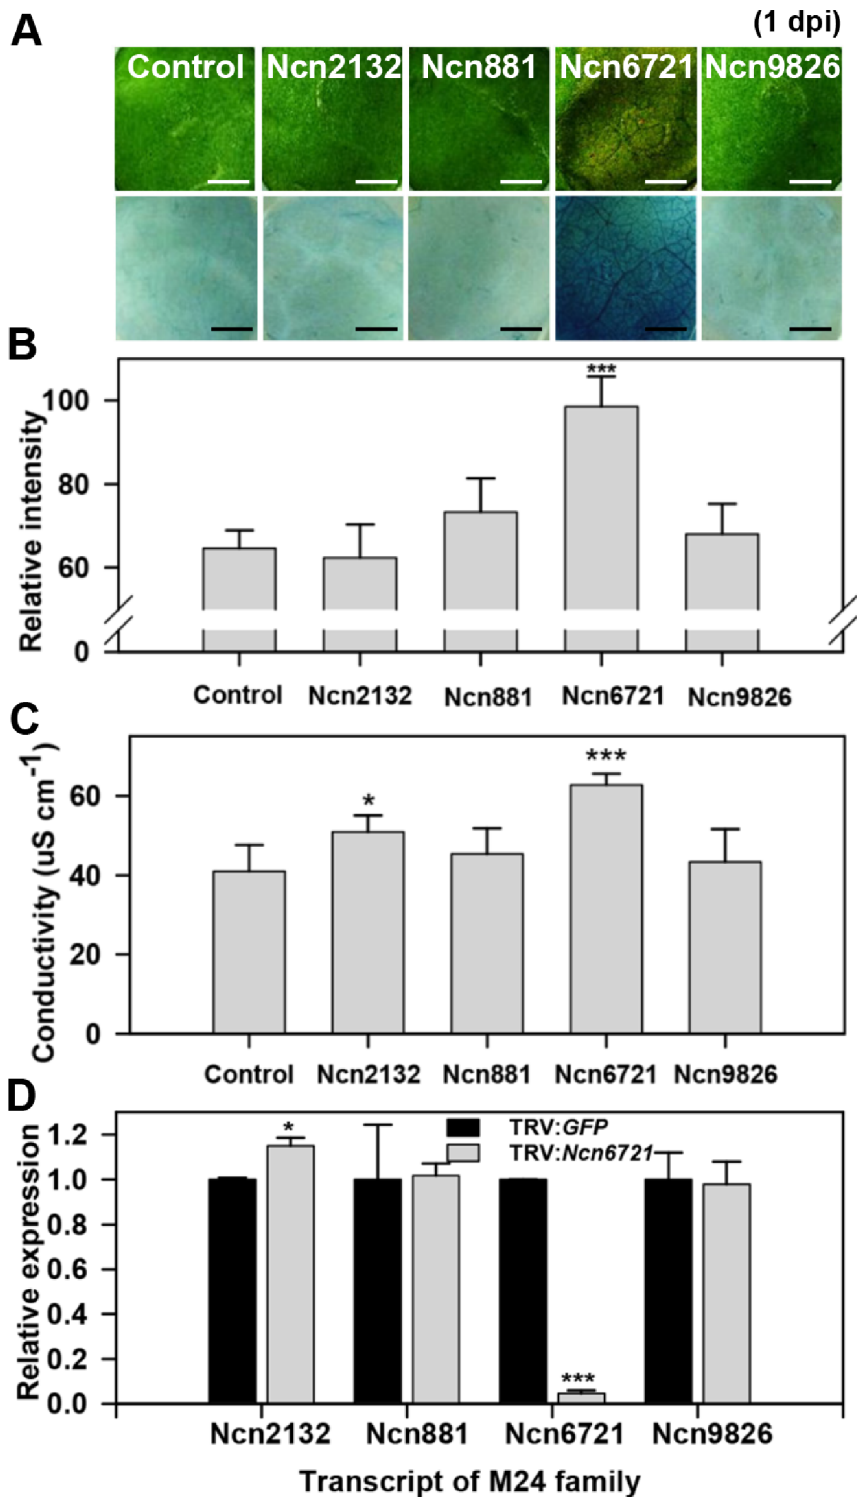 A
(1 dpi)
Control Ncn2132 Ncn881 Ncn6721 Ncn9826
B
Relative intensity
100
80
60
0
***
Control Ncn2132 Ncn881 Ncn6721 Ncn9826
C
Conductivity (uS cm-1)
60
40
20
0
*
***
Control Ncn2132 Ncn881 Ncn6721 Ncn9826
D
Relative expression
1.2
1.0
0.8
0.6
0.4
0.2
0.0
*
TRV:GFP
TRV:Ncn6721
***
Ncn2132 Ncn881 Ncn6721 Ncn9826
Transcript of M24 family